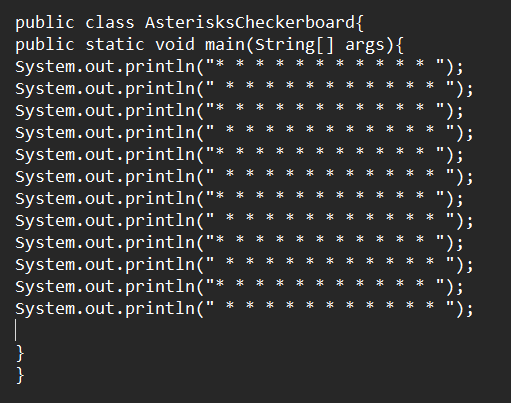 public class AsterisksCheckerboard{
public static void main(String[] args){
System.out.println("* * * * * * * * * * * ");
System.out.println(" * * * * * * * * * * * ");
System.out.println("* * * * * * * * * * * ");
System.out.println(" * * * * * * * * * * * ");
System.out.println("* * * * * * * * * * * ");
System.out.println(" * * * * * * * * * * * ");
System.out.println("* * * * * * * * * * * ");
System.out.println(" * * * * * * * * * * * ");
System.out.println("* * * * * * * * * * * ");
System.out.println(" * * * * * * * * * * * ");
System.out.println("* * * * * * * * * * * ");
System.out.println(" * * * * * * * * * * * ");
}
}